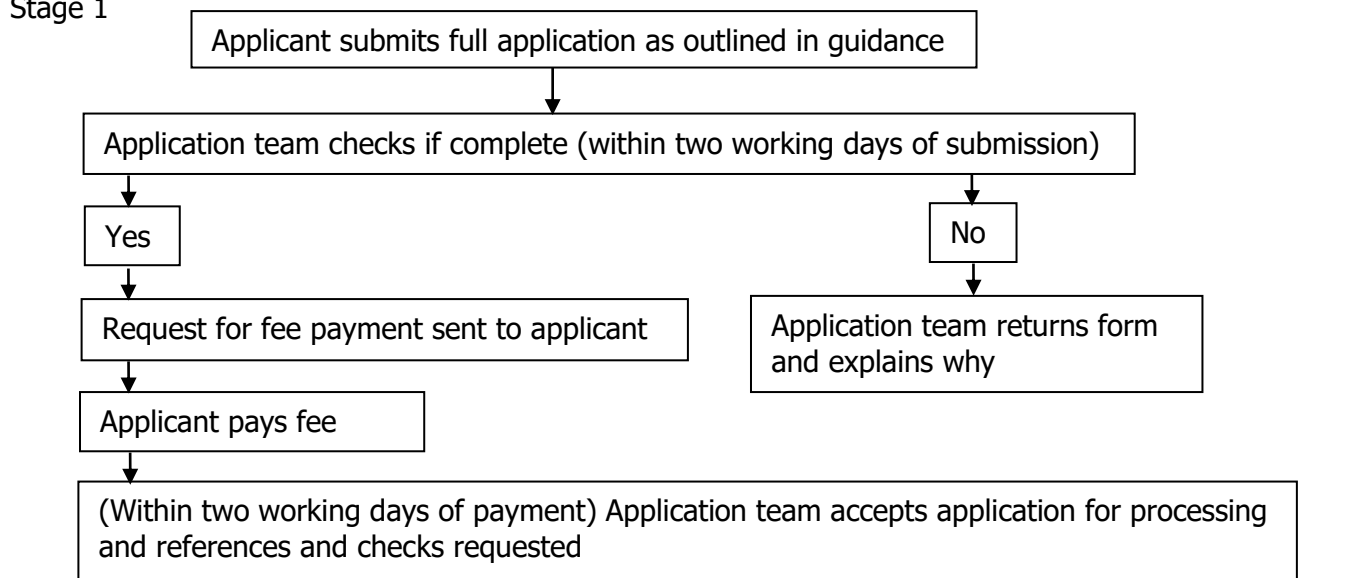 Stage 1
Applicant submits full application as outlined in guidance
Application team checks if complete (within two working days of submission)
Yes
No
Request for fee payment sent to applicant
Application team returns form
and explains why
Applicant pays fee
(Within two working days of payment) Application team accepts application for processing
and references and checks requested